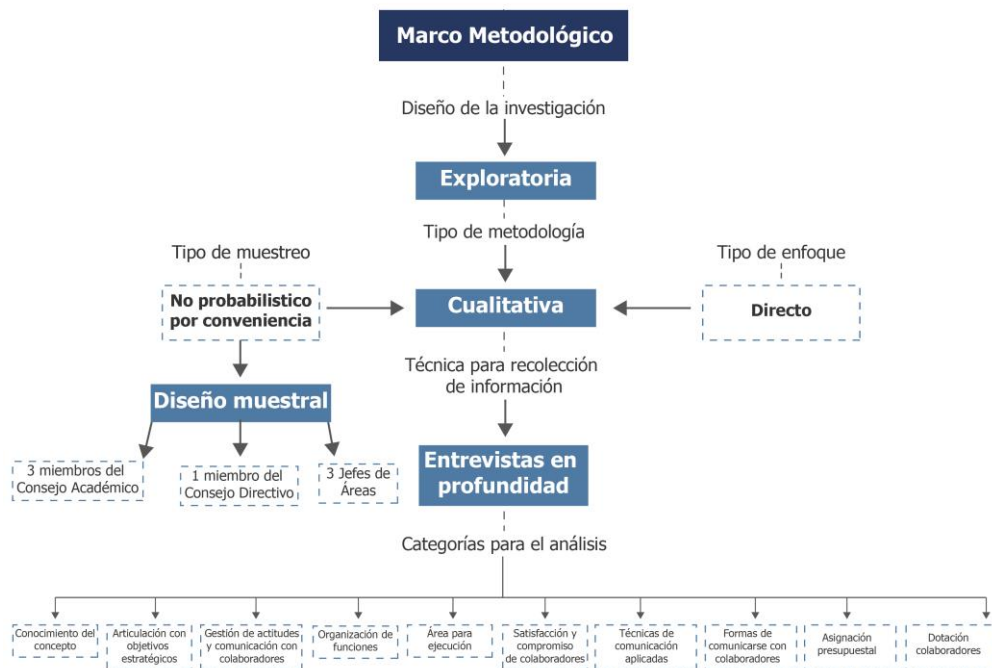 Marco Metodológico
Diseño de la investigación
Exploratoria
Tipo de metodología
Tipo de muestreo
Tipo de enfoque
No probabilistico
por conveniencia
Cualitativa
Directo
Técnica para recolección
de información
Diseño muestral
Entrevistas en
profundidad
3 miembros del
Consejo Académico
1 miembro del
Consejo Directivo
3 Jefes de
Áreas
Categorías para el análisis
Conocimiento del
concepto
Articulación con
objetivos
estratégicos
Gestión de actitudes
y comunicación con
colaboradores
Organización de
funciones
Área para
ejecución
Satisfacción y
compromiso
de colaboradores
Técnicas de
comunicación
aplicadas
Formas de
comunicarse con
colaboradores
Asignación
presupuestal
Dotación
colaboradores